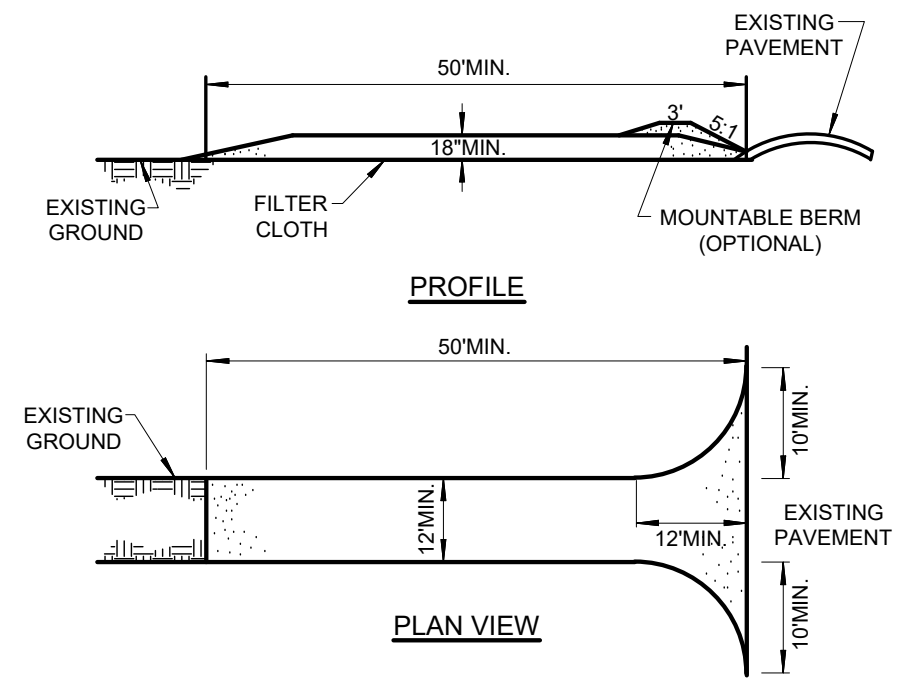 EXISTING
PAVEMENT
50'MIN.
3'
5:1
18"MIN.
EXISTING
GROUND
FILTER
CLOTH
MOUNTABLE BERM
(OPTIONAL)
PROFILE
50'MIN.
EXISTING
GROUND
10'MIN.
12'MIN.
12'MIN.
EXISTING
PAVEMENT
10'MIN.
PLAN VIEW